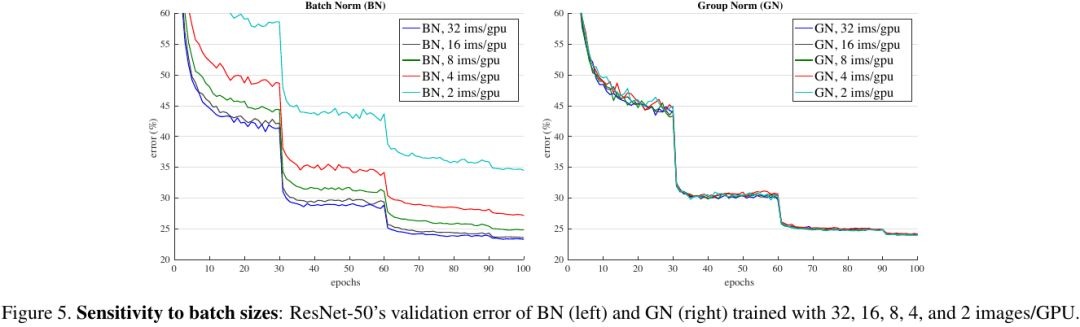 Batch Norm (BN)
60
55
50
45
40
35
30
25
20
error (%)
BN, 32 ims/gpu
BN, 16 ims/gpu
BN, 8 ims/gpu
BN, 4 ims/gpu
BN, 2 ims/gpu
0 10 20 30 40 50 60 70 80 90 100
epochs
Group Norm (GN)
60
55
50
45
40
35
30
25
20
error (%)
GN, 32 ims/gpu
GN, 16 ims/gpu
GN, 8 ims/gpu
GN, 4 ims/gpu
GN, 2 ims/gpu
0 10 20 30 40 50 60 70 80 90 100
epochs
Figure 5. Sensitivity to batch sizes: ResNet-50's validation error of BN (left) and GN (right) trained with 32, 16, 8, 4, and 2 images/GPU.